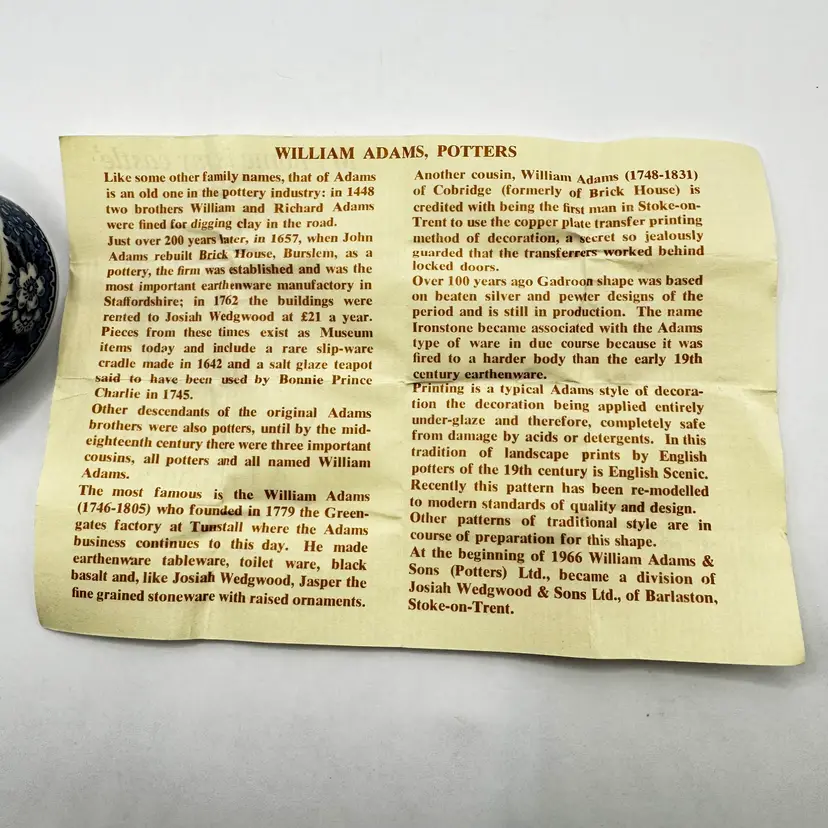 WILLIAM ADAMS, POTTERS
Like some other family names, that of Adams
is an old one in the pottery industry: in 1448
two brothers William and Richard Adams
were fined for digging clay in the road.
Just over 200 years later, in 1657, when John
Adams rebuilt Brick House, Burslem, as a
pottery, the firm was established and was the
most important earthenware manufactory in
Staffordshire; in 1762 the buildings were
rented to Josiah Wedgwood at £21 a year.
Pieces from these times exist as Museum
items today and include a rare slip-ware
cradle made in 1642 and a salt glaze teapot
said to have been used by Bonnie Prince
Charlie in 1745.
Other descendants of the original Adams
brothers were also potters, until by the mid-
eighteenth century there were three important
cousins, all potters and all named William
Adams.
The most famous is the William Adams
(1746-1805) who founded in 1779 the Green-
gates factory at Tunstall where the Adams
business continues to this day. He made
earthenware tableware, toilet ware, black
basalt and, like Josiah Wedgwood, Jasper the
fine grained stoneware with raised ornaments.
Another cousin, William Adams (1748-1831)
of Cobridge (formerly of Brick House) is
credited with being the first man in Stoke-on-
Trent to use the copper plate transfer printing
method of decoration, a secret so jealously
guarded that the transferrers worked behind
locked doors.
Over 100 years ago Gadroon shape was based
on beaten silver and pewter designs of the
period and is still in production. The name
Ironstone became associated with the Adams
type of ware in due course because it was
fired to a harder body than the early 19th
century earthenware.
Printing is a typical Adams style of decora-
tion the decoration being applied entirely
under-glaze and therefore, completely safe
from damage by acids or detergents. In this
tradition of landscape prints by English
potters of the 19th century is English Scenic.
Recently this pattern has been re-modelled
to modern standards of quality and design.
Other patterns of traditional style are in
course of preparation for this shape.
At the beginning of 1966 William Adams &
Sons (Potters) Ltd., became a division of
Josiah Wedgwood & Sons Ltd., of Barlaston,
Stoke-on-Trent.